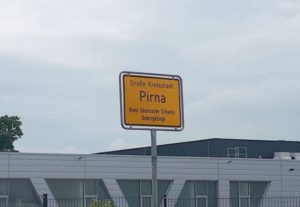 Große Kreisstadt
Pirna
Kreis Sächsische Schweiz-
Osterzgebirge